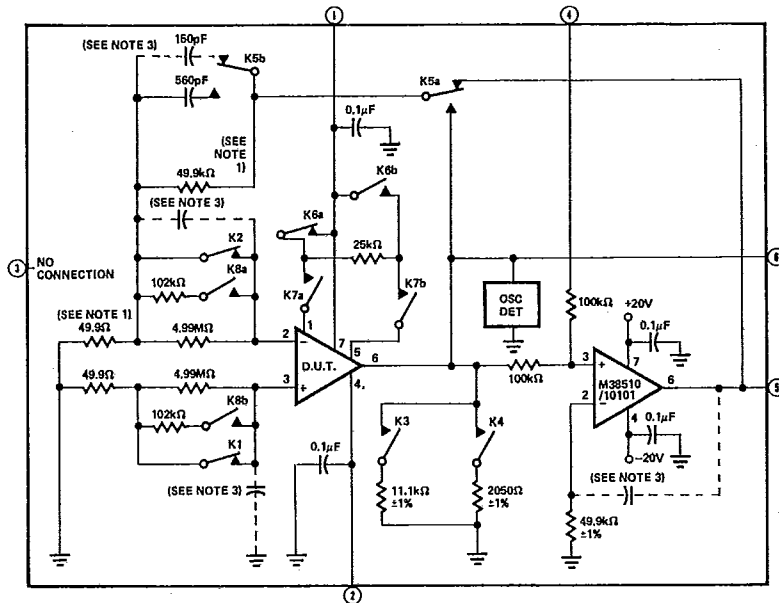 1
4
(SEE NOTE 3)
150pF
K5b
560pF
K5a
0.1µF
(SEE NOTE 1)
49.9kΩ
K6b
(SEE NOTE 3)
K6a
K2
3 NO CONNECTION
25kΩ
6
102kΩ
K8a
K7a
K7b
OSC DET
100kΩ
+20V
(SEE NOTE 1)
49.9Ω
4.99MΩ
0.1µF
1
2
−
7
5
D.U.T.
6
3
+
4
100kΩ
3
+
7
M38510 /10101
6
5
2
−
4
49.9Ω
4.99MΩ
102kΩ
K8b
K1
0.1µF
K3
K4
0.1µF
−20V
(SEE NOTE 3)
(SEE NOTE 3)
11.1kΩ ±1%
2050Ω ±1%
49.9kΩ ±1%
2